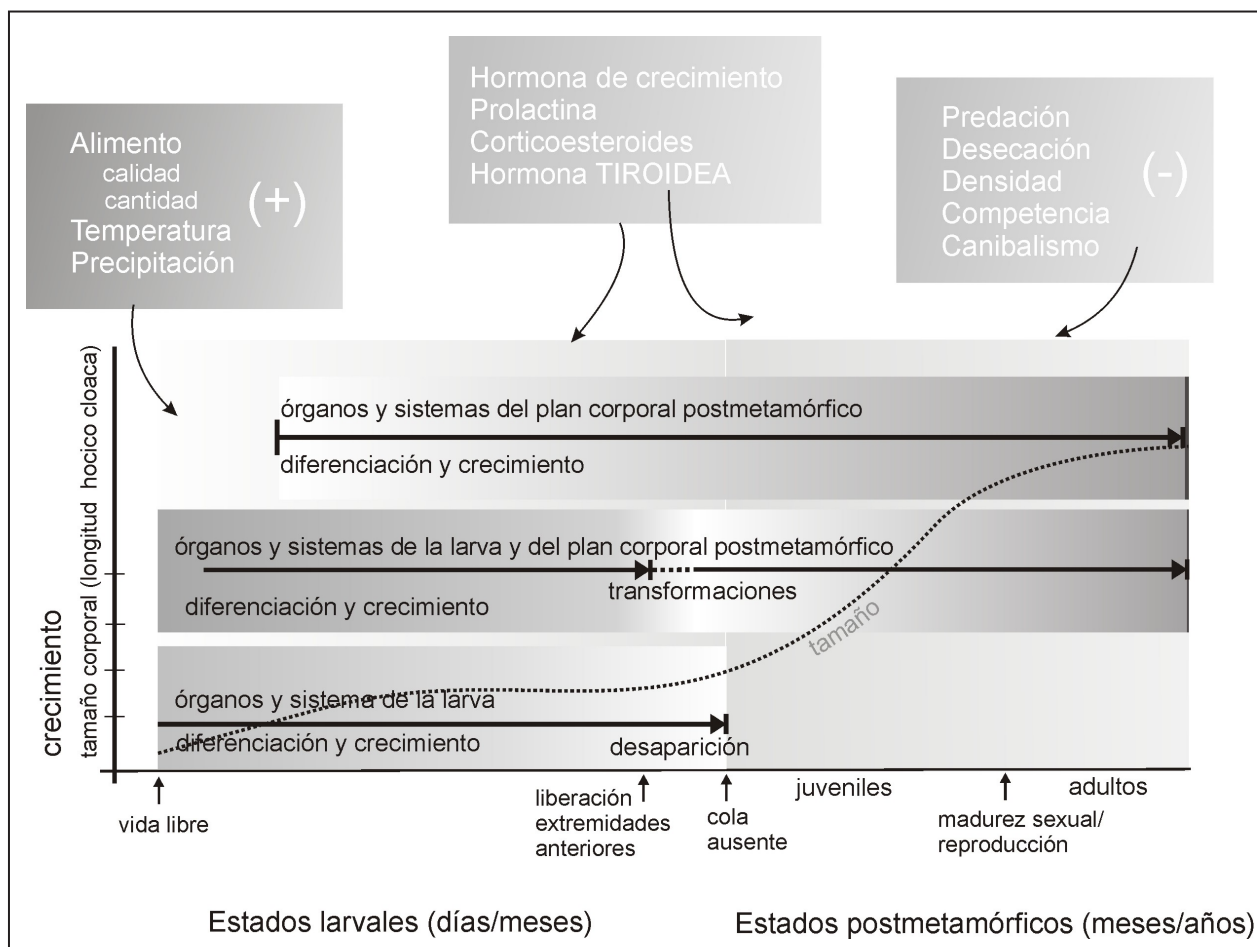 Alimento
calidad
cantidad
(+)
Temperatura
Precipitación
Hormona de crecimiento
Prolactina
Corticoesteroides
Hormona TIROIDEA
Predación
Desecación
Densidad
(-)
Competencia
Canibalismo
crecimiento
tamaño corporal (longitud hocico cloaca)
órganos y sistemas del plan corporal postmetamórfico
diferenciación y crecimiento
órganos y sistemas de la larva y del plan corporal postmetamórfico
transformaciones
diferenciación y crecimiento
tamaño
órganos y sistema de la larva
diferenciación y crecimiento
desaparición
vida libre
liberación
extremidades
anteriores
cola
ausente
juveniles
madurez sexual/
reproducción
adultos
Estados larvales (días/meses)
Estados postmetamórficos (meses/años)